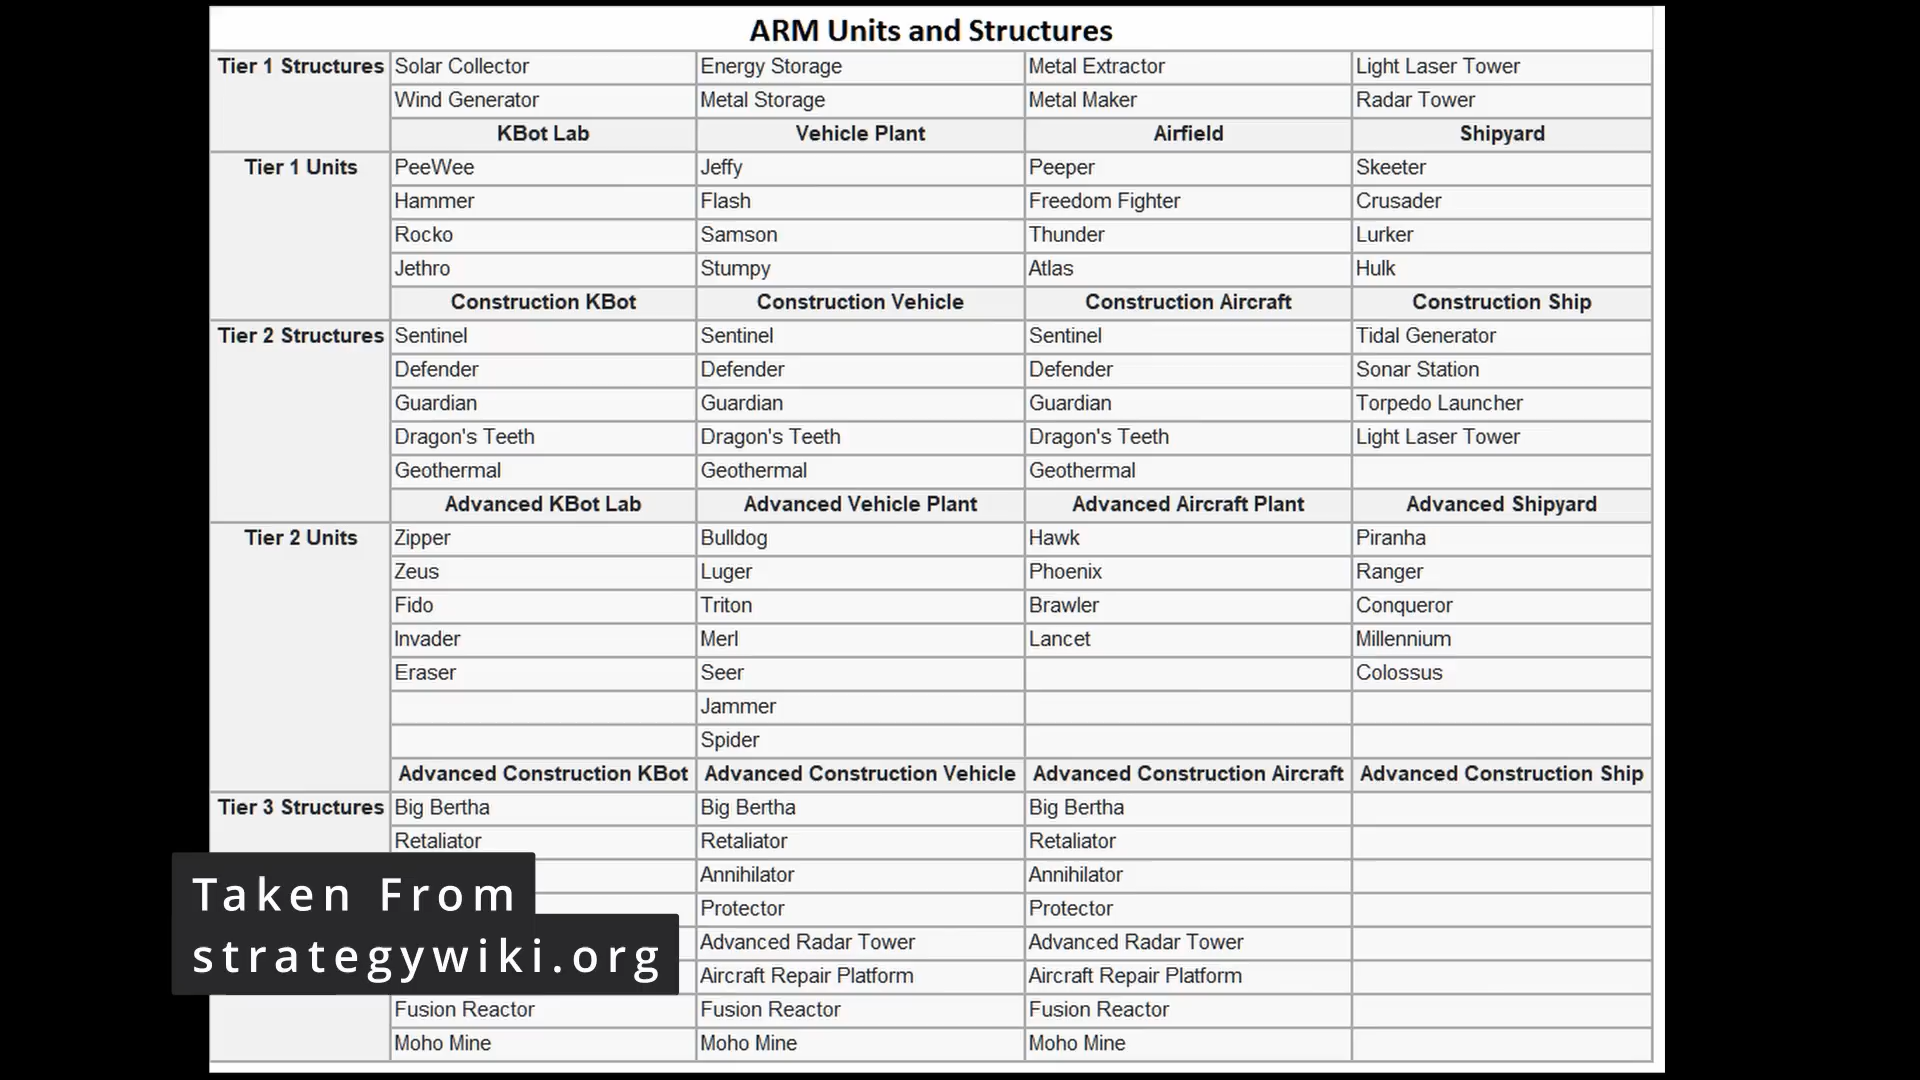 ARM Units and Structures
Tier 1 Structures Solar Collector Energy Storage Metal Extractor Light Laser Tower
Wind Generator Metal Storage Metal Maker Radar Tower
KBot Lab Vehicle Plant Airfield Shipyard
Tier 1 Units PeeWee Jeffy Peeper Skeeter
Hammer Flash Freedom Fighter Crusader
Rocko Samson Thunder Lurker
Jethro Stumpy Atlas Hulk
Construction KBot Construction Vehicle Construction Aircraft Construction Ship
Tier 2 Structures Sentinel Sentinel Sentinel Tidal Generator
Defender Defender Defender Sonar Station
Guardian Guardian Guardian Torpedo Launcher
Dragon's Teeth Dragon's Teeth Dragon's Teeth Light Laser Tower
Geothermal Geothermal Geothermal
Advanced KBot Lab Advanced Vehicle Plant Advanced Aircraft Plant Advanced Shipyard
Tier 2 Units Zipper Bulldog Hawk Piranha
Zeus Luger Phoenix Ranger
Fido Triton Brawler Conqueror
Invader Merl Lancet Millennium
Eraser Seer Colossus
Jammer
Spider
Advanced Construction KBot Advanced Construction Vehicle Advanced Construction Aircraft Advanced Construction Ship
Tier 3 Structures Big Bertha Big Bertha Big Bertha
Retaliator Retaliator Retaliator
Annihilator Annihilator
Protector Protector
Advanced Radar Tower Advanced Radar Tower
Aircraft Repair Platform Aircraft Repair Platform
Fusion Reactor Fusion Reactor Fusion Reactor
Moho Mine Moho Mine Moho Mine
Taken From
strategywiki.org